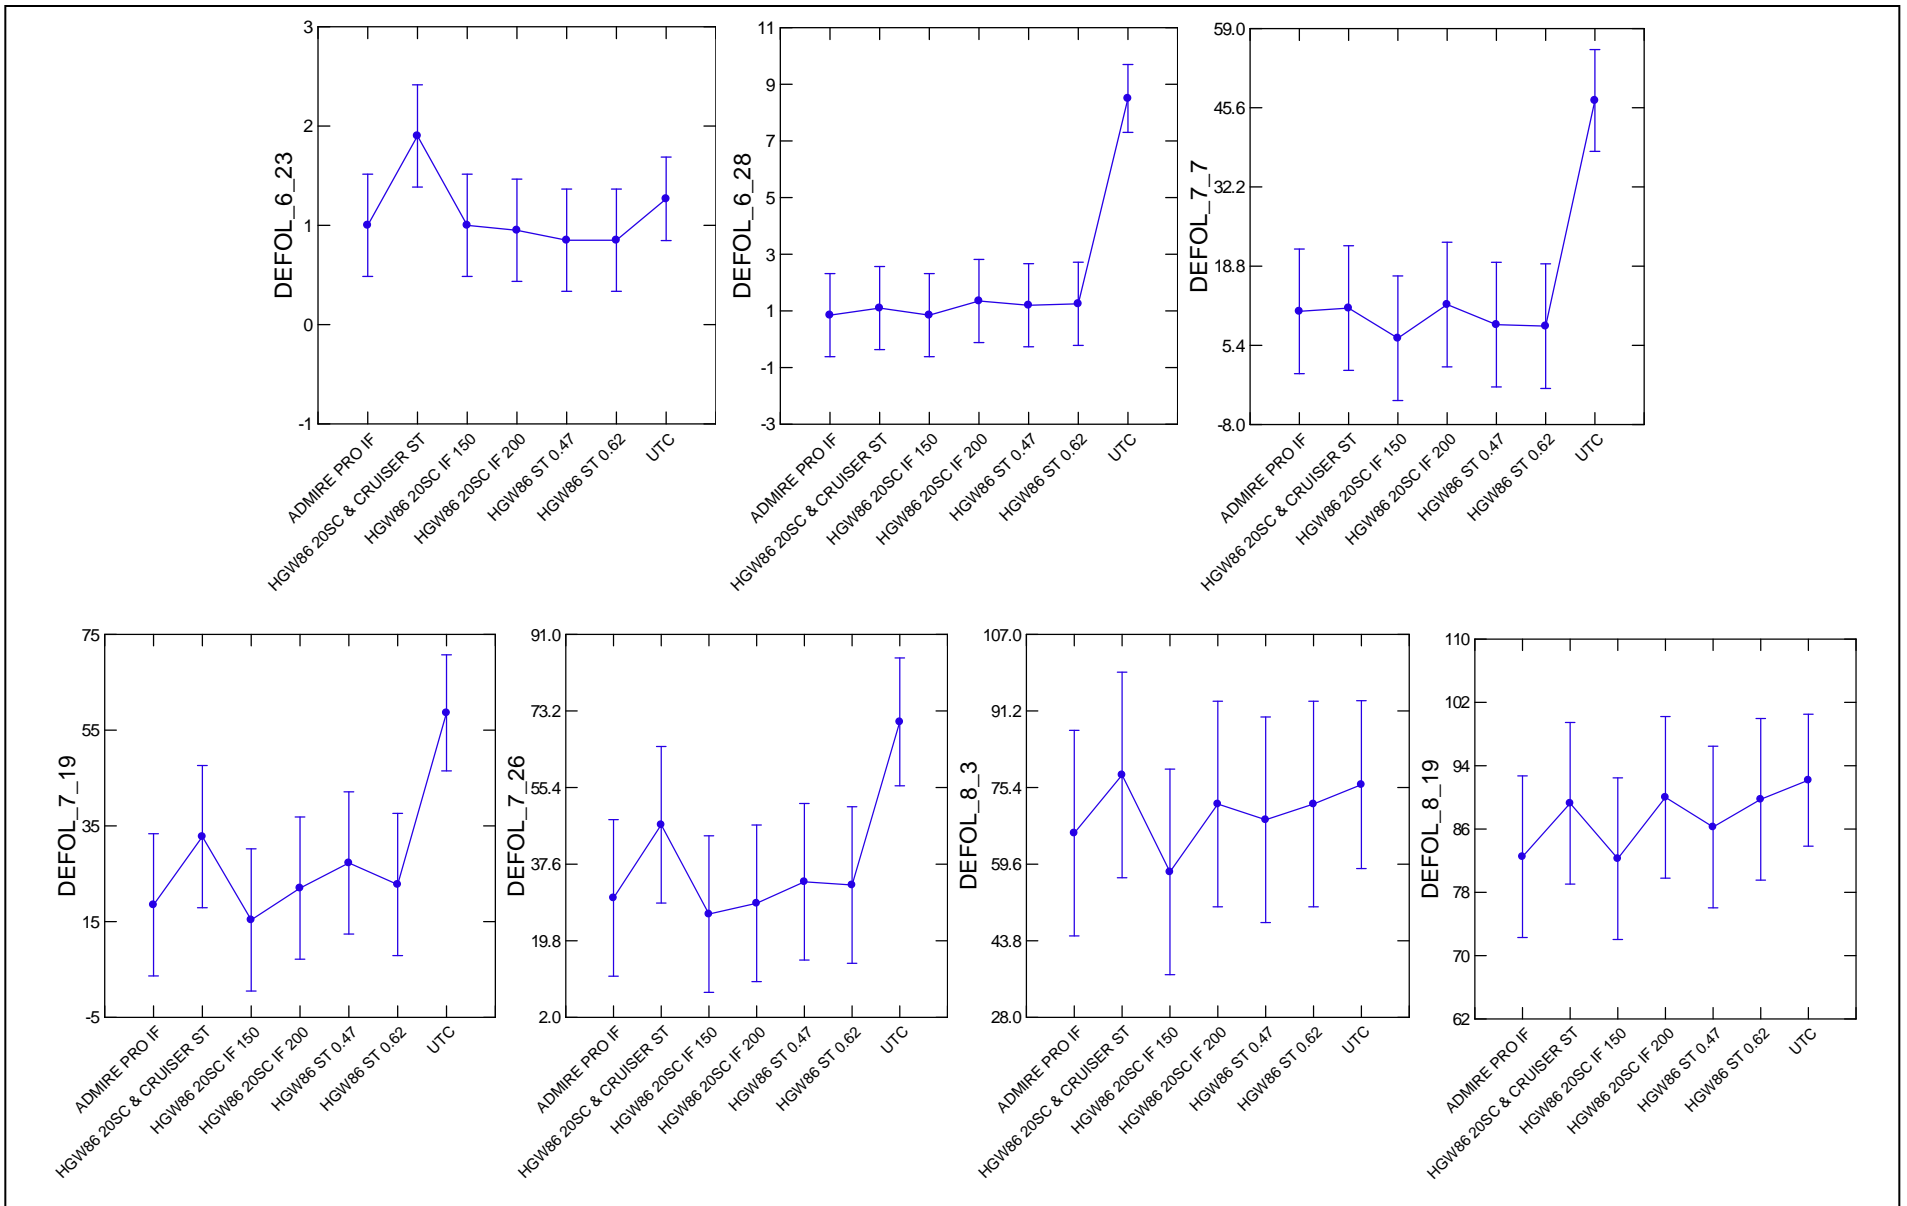 DEFOL_6_23
3
2
1
0
-1
ADMIRE PRO IF
HGW86 20SC & CRUISER ST
HGW86 20SC IF 150
HGW86 20SC IF 200
HGW86 ST 0.47
HGW86 ST 0.62
UTC
DEFOL_6_28
11
9
7
5
3
1
-1
-3
ADMIRE PRO IF
HGW86 20SC & CRUISER ST
HGW86 20SC IF 150
HGW86 20SC IF 200
HGW86 ST 0.47
HGW86 ST 0.62
UTC
DEFOL_7_7
59.0
45.6
32.2
18.8
5.4
-8.0
ADMIRE PRO IF
HGW86 20SC & CRUISER ST
HGW86 20SC IF 150
HGW86 20SC IF 200
HGW86 ST 0.47
HGW86 ST 0.62
UTC
DEFOL_7_19
75
55
35
15
-5
ADMIRE PRO IF
HGW86 20SC & CRUISER ST
HGW86 20SC IF 150
HGW86 20SC IF 200
HGW86 ST 0.47
HGW86 ST 0.62
UTC
DEFOL_7_26
91.0
73.2
55.4
37.6
19.8
2.0
ADMIRE PRO IF
HGW86 20SC & CRUISER ST
HGW86 20SC IF 150
HGW86 20SC IF 200
HGW86 ST 0.47
HGW86 ST 0.62
UTC
DEFOL_8_3
107.0
91.2
75.4
59.6
43.8
28.0
ADMIRE PRO IF
HGW86 20SC & CRUISER ST
HGW86 20SC IF 150
HGW86 20SC IF 200
HGW86 ST 0.47
HGW86 ST 0.62
UTC
DEFOL_8_19
110
102
94
86
78
70
62
ADMIRE PRO IF
HGW86 20SC & CRUISER ST
HGW86 20SC IF 150
HGW86 20SC IF 200
HGW86 ST 0.47
HGW86 ST 0.62
UTC